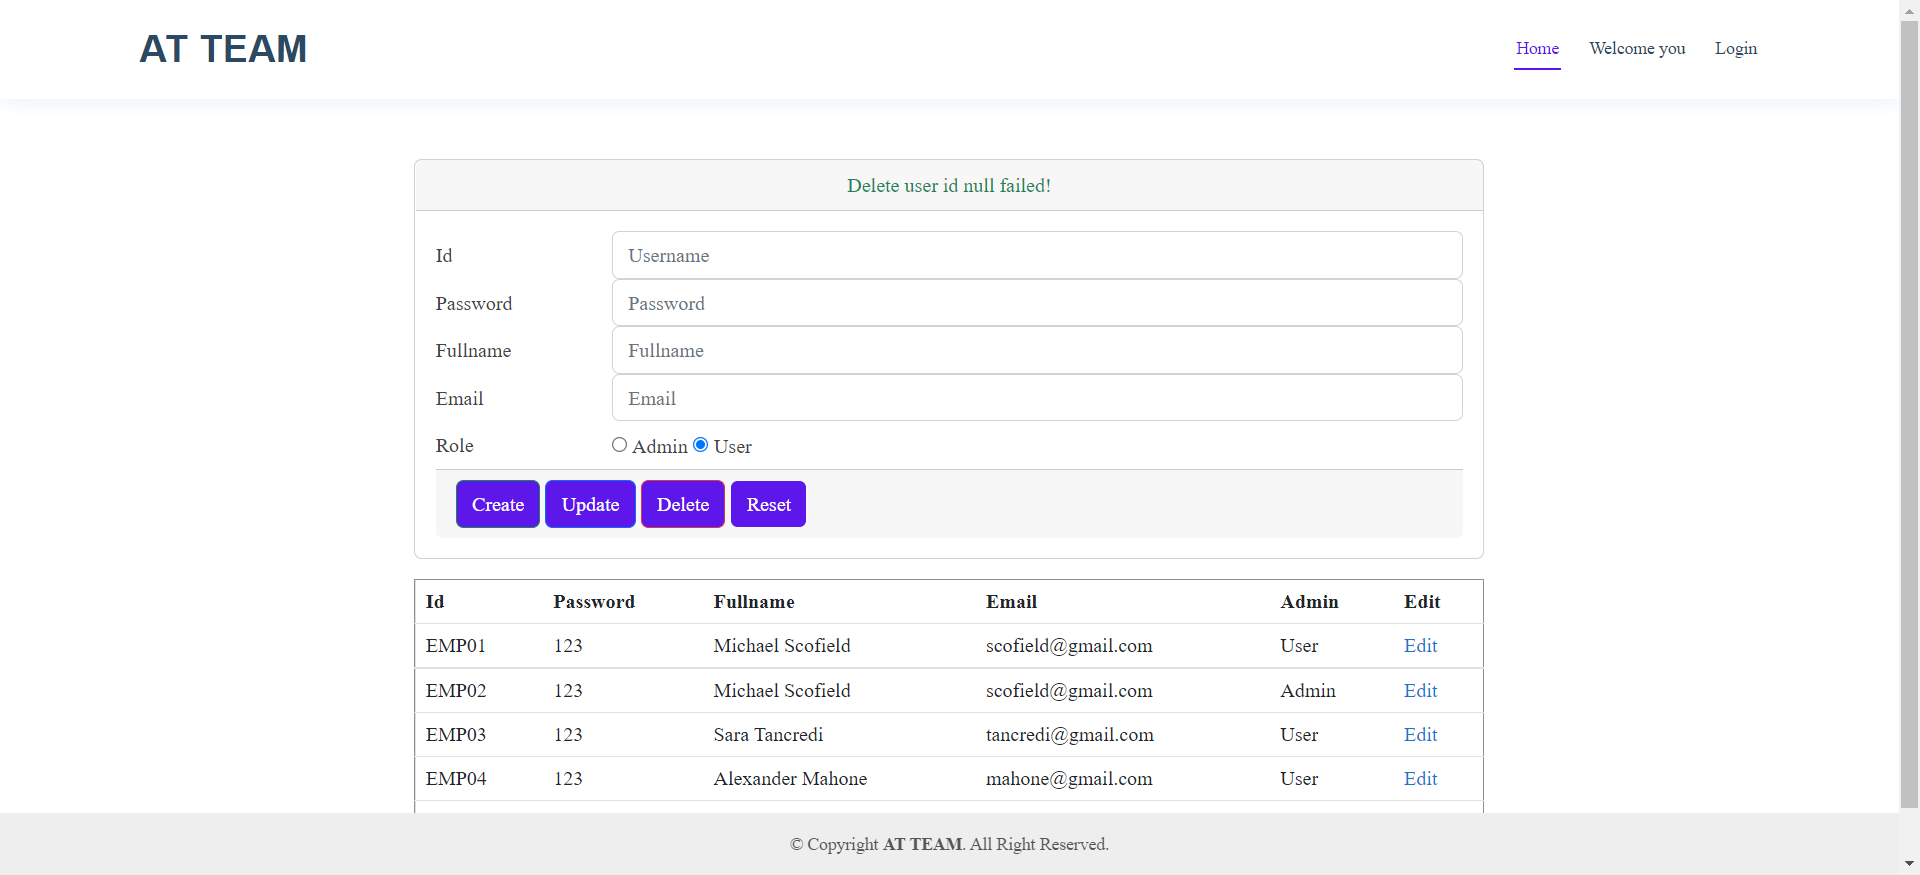 AT TEAM
Home Welcome you Login
Delete user id null failed!
Id Username
Password Password
Fullname Fullname
Email Email
Role Admin User
Create Update Delete Reset
Id Password Fullname Email Admin Edit
EMP01 123 Michael Scofield scofield@gmail.com User Edit
EMP02 123 Michael Scofield scofield@gmail.com Admin Edit
EMP03 123 Sara Tancredi tancredi@gmail.com User Edit
EMP04 123 Alexander Mahone mahone@gmail.com User Edit
© Copyright AT TEAM. All Right Reserved.